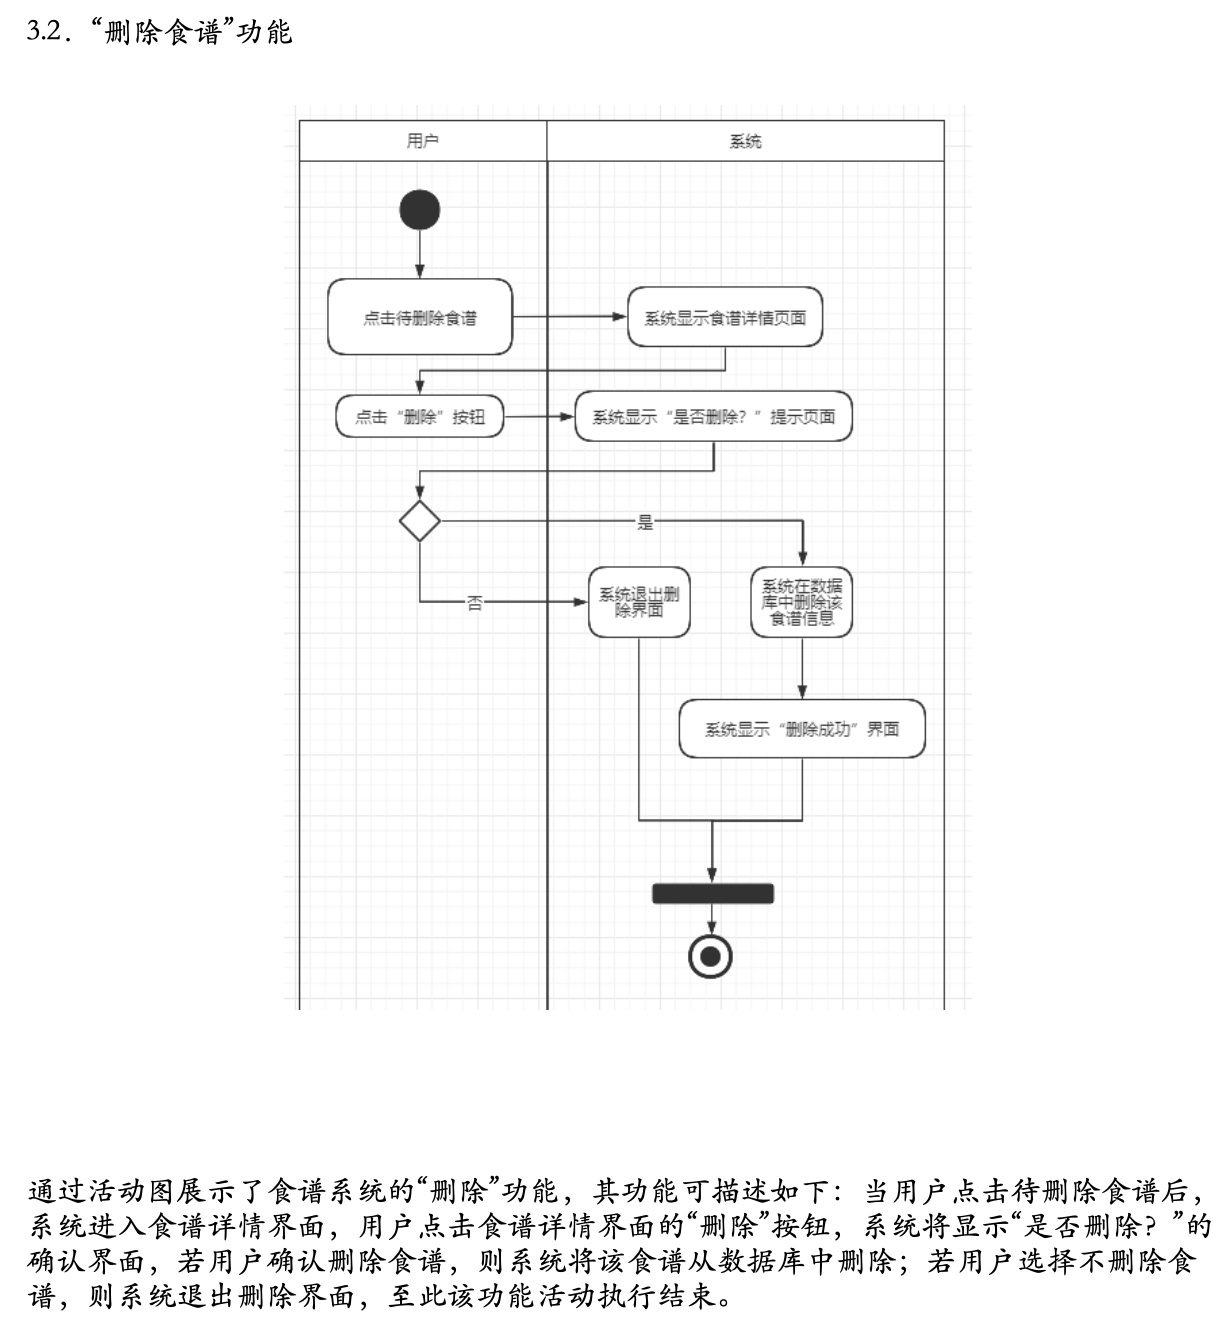 3.2. “删除食谱”功能
用户
系统
点击待删除食谱
系统显示食谱详情页面
点击“删除”按钮
系统显示“是否删除？”提示页面
是
否
系统退出删
除界面
系统在数据
库中删除该
食谱信息
系统显示“删除成功”界面
通过活动图展示了食谱系统的“删除”功能，其功能可描述如下：当用户点击待删除食谱后，
系统进入食谱详情界面，用户点击食谱详情界面的“删除”按钮，系统将显示“是否删除？”的
确认界面，若用户确认删除食谱，则系统将该食谱从数据库中删除；若用户选择不删除食
谱，则系统退出删除界面，至此该功能活动执行结束。